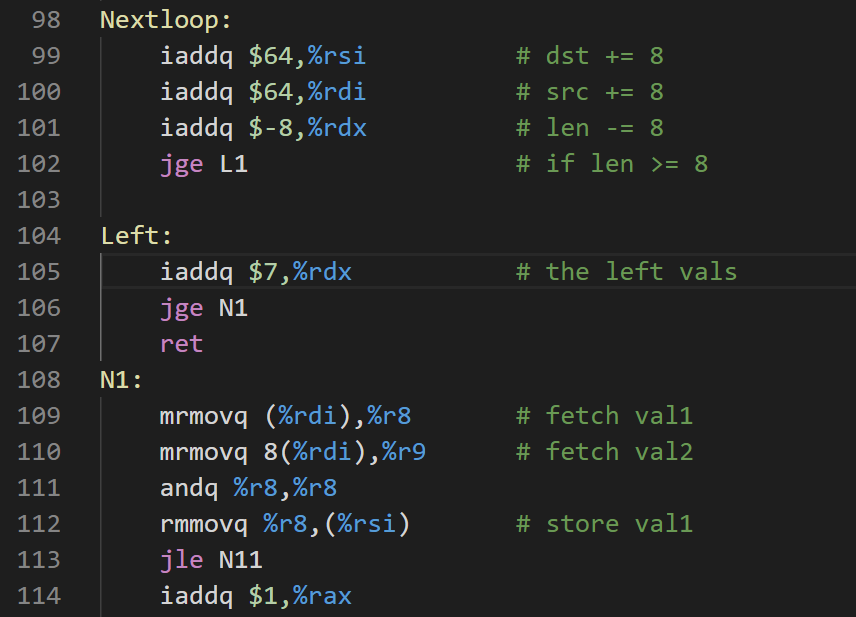 98 Nextloop:
99 iaddq $64,%rsi # dst += 8
100 iaddq $64,%rdi # src += 8
101 iaddq $-8,%rdx # len -= 8
102 jge L1 # if len >= 8
103
104 Left:
105 iaddq $7,%rdx # the left vals
106 jge N1
107 ret
108 N1:
109 mrmovq (%rdi),%r8 # fetch val1
110 mrmovq 8(%rdi),%r9 # fetch val2
111 andq %r8,%r8
112 rmmovq %r8,(%rsi) # store val1
113 jle N11
114 iaddq $1,%rax